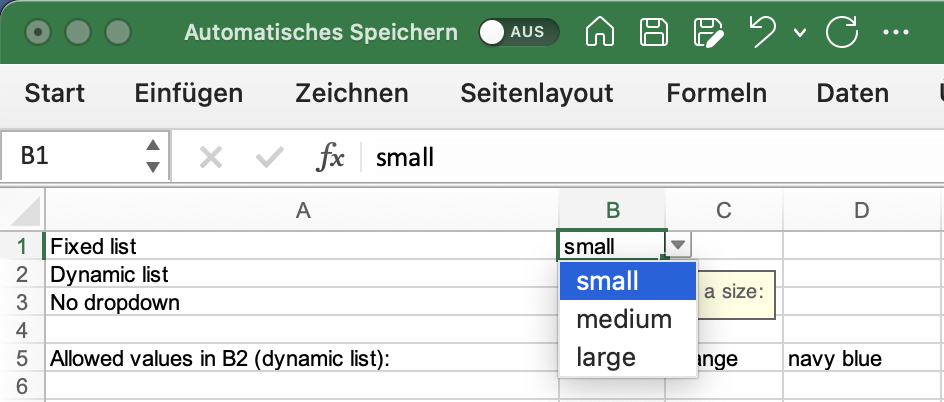 Automatisches Speichern AUS
Start Einfügen Zeichnen Seitenlayout Formeln Daten
B1 fx small
A B C D
1 Fixed list small
2 Dynamic list small
3 No dropdown medium a size:
4 large
5 Allowed values in B2 (dynamic list): navy blue
6